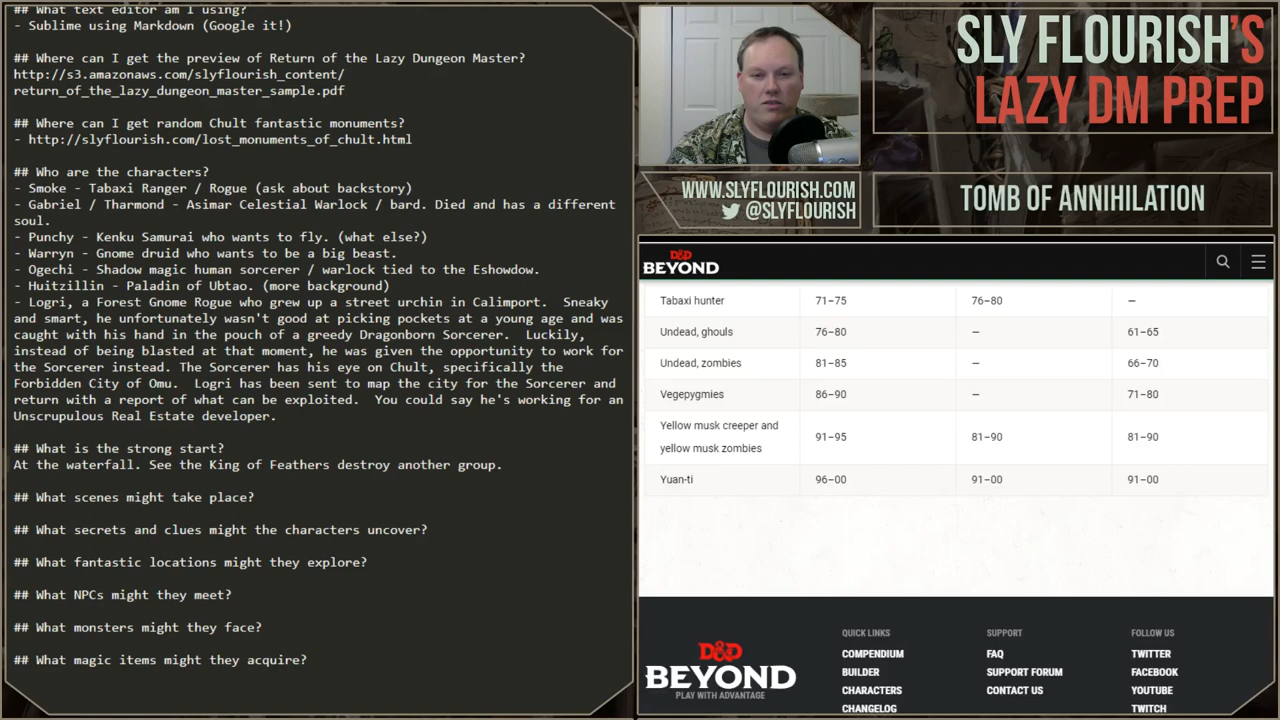 ## What text editor am I using?
- Sublime using Markdown (Google it!)
## Where can I get the preview of Return of the Lazy Dungeon Master?
http://s3.amazonaws.com/slyflourish_content/
return_of_the_lazy_dungeon_master_sample.pdf
## Where can I get random Chult fantastic monuments?
- http://slyflourish.com/lost_monuments_of_chult.html
## Who are the characters?
- Smoke - Tabaxi Ranger / Rogue (ask about backstory)
- Gabriel / Tharmond - Asimar Celestial Warlock / bard. Died and has a different
soul.
- Punchy - Kenku Samurai who wants to fly. (what else?)
- Warryn - Gnome druid who wants to be a big beast.
- Ogechi - Shadow magic human sorcerer / warlock tied to the Eshowdow.
- Huitzillin - Paladin of Ubtao. (more background)
- Logri, a Forest Gnome Rogue who grew up a street urchin in Calimport.  Sneaky
and smart, he unfortunately wasn't good at picking pockets at a young age and was
caught with his hand in the pouch of a greedy Dragonborn Sorcerer.  Luckily,
instead of being blasted at that moment, he was given the opportunity to work for
the Sorcerer instead. The Sorcerer has his eye on Chult, specifically the
Forbidden City of Omu.  Logri has been sent to map the city for the Sorcerer and
return with a report of what can be exploited.  You could say he's working for an
Unscrupulous Real Estate developer.
## What is the strong start?
At the waterfall. See the King of Feathers destroy another group.
## What scenes might take place?
## What secrets and clues might the characters uncover?
## What fantastic locations might they explore?
## What NPCs might they meet?
## What monsters might they face?
## What magic items might they acquire?
SLY FLOURISH'S
LAZY DM PREP
WWW.SLYFLOURISH.COM
@SLYFLOURISH
TOMB OF ANNIHILATION
D&D
BEYOND
Tabaxi hunter 71–75 76–80 —
Undead, ghouls 76–80 — 61–65
Undead, zombies 81–85 — 66–70
Vegepygmies 86–90 — 71–80
Yellow musk creeper and
yellow musk zombies 91–95 81–90 81–90
Yuan-ti 96–00 91–00 91–00
D&D
BEYOND
PLAY WITH ADVANTAGE
QUICK LINKS
COMPENDIUM
BUILDER
CHARACTERS
CHANGELOG
SUPPORT
FAQ
SUPPORT FORUM
CONTACT US
FOLLOW US
TWITTER
FACEBOOK
YOUTUBE
TWITCH